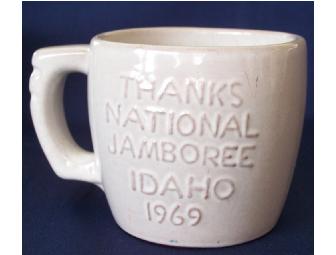 THANKS
NATIONAL
JAMBOREE
IDAHO
1969